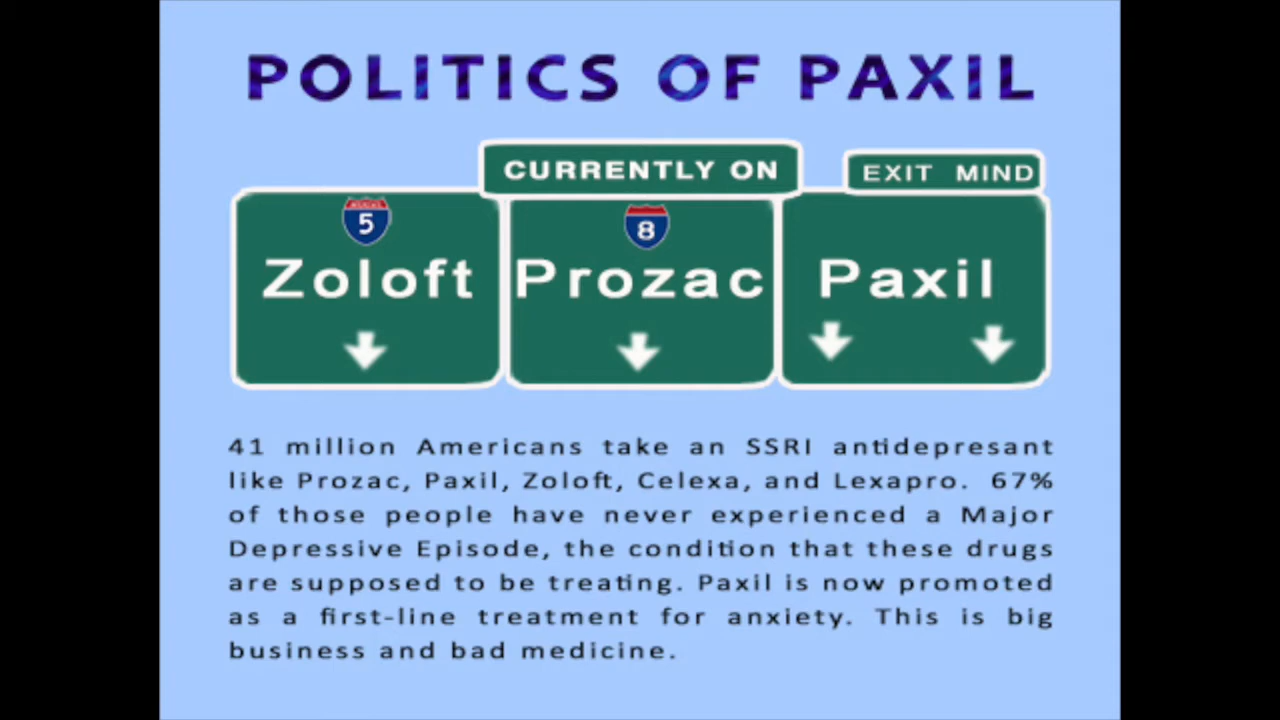 POLITICS OF PAXIL
CURRENTLY ON
EXIT MIND
5
8
Zoloft
Prozac
Paxil
41 million Americans take an SSRI antidepresant
like Prozac, Paxil, Zoloft, Celexa, and Lexapro. 67%
of those people have never experienced a Major
Depressive Episode, the condition that these drugs
are supposed to be treating. Paxil is now promoted
as a first-line treatment for anxiety. This is big
business and bad medicine.